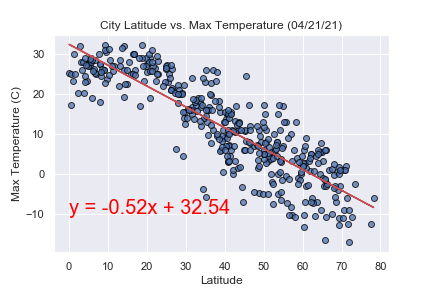 City Latitude vs. Max Temperature (04/21/21)
Max Temperature (C)
30
20
10
0
−10
y = -0.52x + 32.54
0 10 20 30 40 50 60 70 80
Latitude